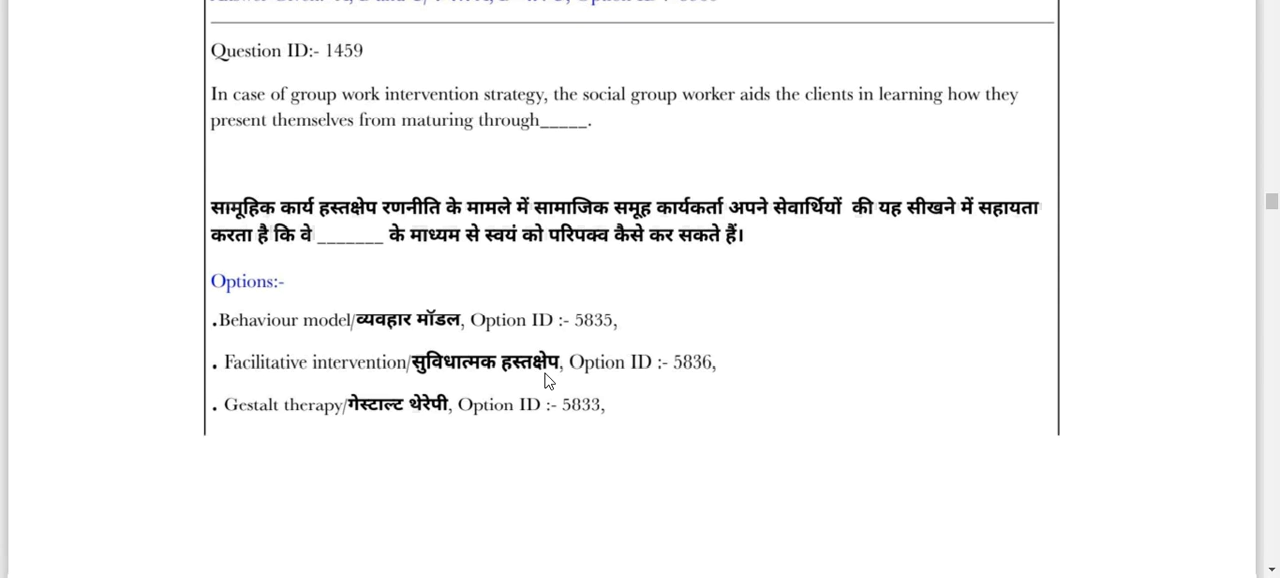 Question ID:- 1459
In case of group work intervention strategy, the social group worker aids the clients in learning how they
present themselves from maturing through_____.
सामूहिक कार्य हस्तक्षेप रणनीति के मामले में सामाजिक समूह कार्यकर्ता अपने सेवार्थियों की यह सीखने में सहायता
करता है कि वे _______ के माध्यम से स्वयं को परिपक्व कैसे कर सकते हैं।
Options:-
.Behaviour model/व्यवहार मॉडल, Option ID :- 5835,
. Facilitative intervention/सुविधात्मक हस्तक्षेप, Option ID :- 5836,
. Gestalt therapy/गेस्टाल्ट थेरेपी, Option ID :- 5833,